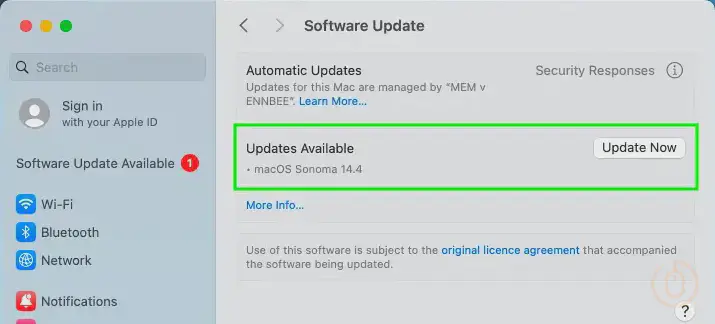 Software Update
Search
Sign in
with your Apple ID
Software Update Available 1
Wi-Fi
Bluetooth
Network
Notifications
Automatic Updates
Security Responses
Updates for this Mac are managed by “MEM v
ENNBEE”. Learn More...
Updates Available
Update Now
• macOS Sonoma 14.4
More Info...
Use of this software is subject to the original licence agreement that accompanied
the software being updated.
?